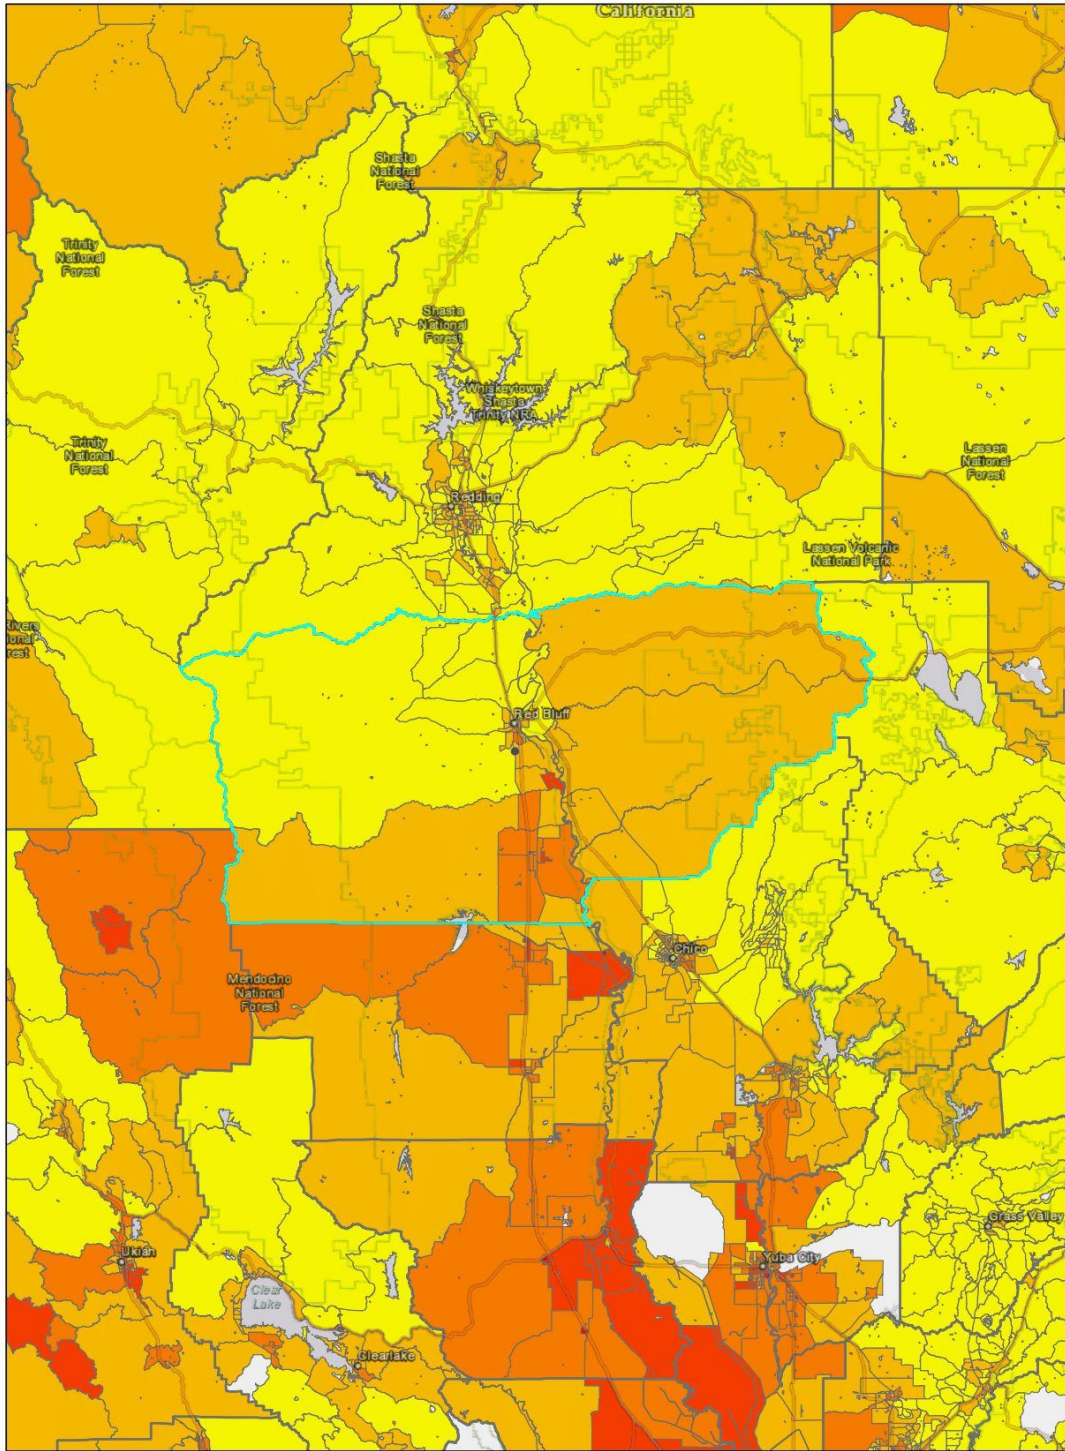 California
Shasta
National
Forest
Trinity
National
Forest
Shasta
National
Forest
Whiskeytown
Shasta
Trinity NRA
Trinity
National
Forest
Lassen
National
Forest
Redding
Lassen Volcanic
National Park
Rivers
ional
rest
Red Bluff
Chico
Mendocino
National
Forest
Grass Valley
Ukiah
Yuba City
Clear
Lake
Clearlake